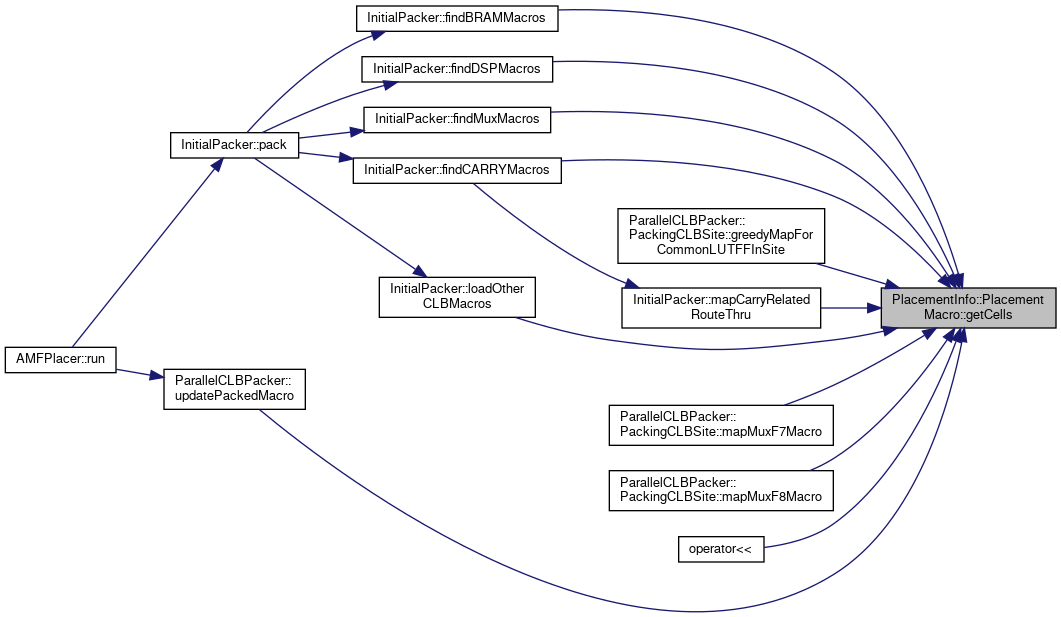 InitialPacker::findBRAMMacros
InitialPacker::findDSPMacros
InitialPacker::findMuxMacros
InitialPacker::pack
InitialPacker::findCARRYMacros
ParallelCLBPacker::
PackingCLBSite::greedyMapFor
CommonLUTFFInSite
InitialPacker::loadOther
CLBMacros
InitialPacker::mapCarryRelated
RouteThru
PlacementInfo::Placement
Macro::getCells
AMFPlacer::run
ParallelCLBPacker::
updatePackedMacro
ParallelCLBPacker::
PackingCLBSite::mapMuxF7Macro
ParallelCLBPacker::
PackingCLBSite::mapMuxF8Macro
operator<<